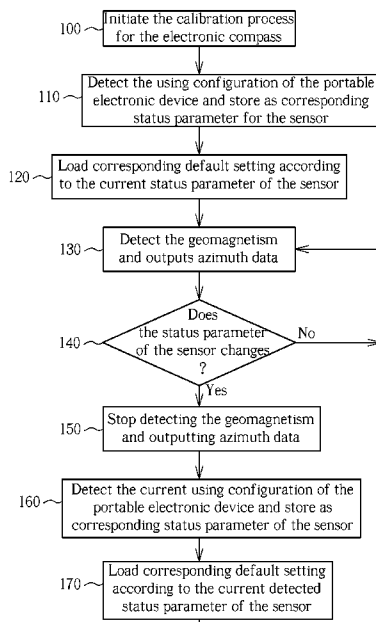 100
Initiate the calibration process
for the electronic compass
110
Detect the using configuration of the portable
electronic device and store as corresponding
status parameter for the sensor
120
Load corresponding default setting according
to the current status parameter of the sensor
130
Detect the geomagnetism
and outputs azimuth data
140
Does
the status parameter
of the sensor changes
?
No
Yes
150
Stop detecting the geomagnetism
and outputting azimuth data
160
Detect the current using configuration of the
portable electronic device and store as
corresponding status parameter of the sensor
170
Load corresponding default setting
according to the current detected
status parameter of the sensor